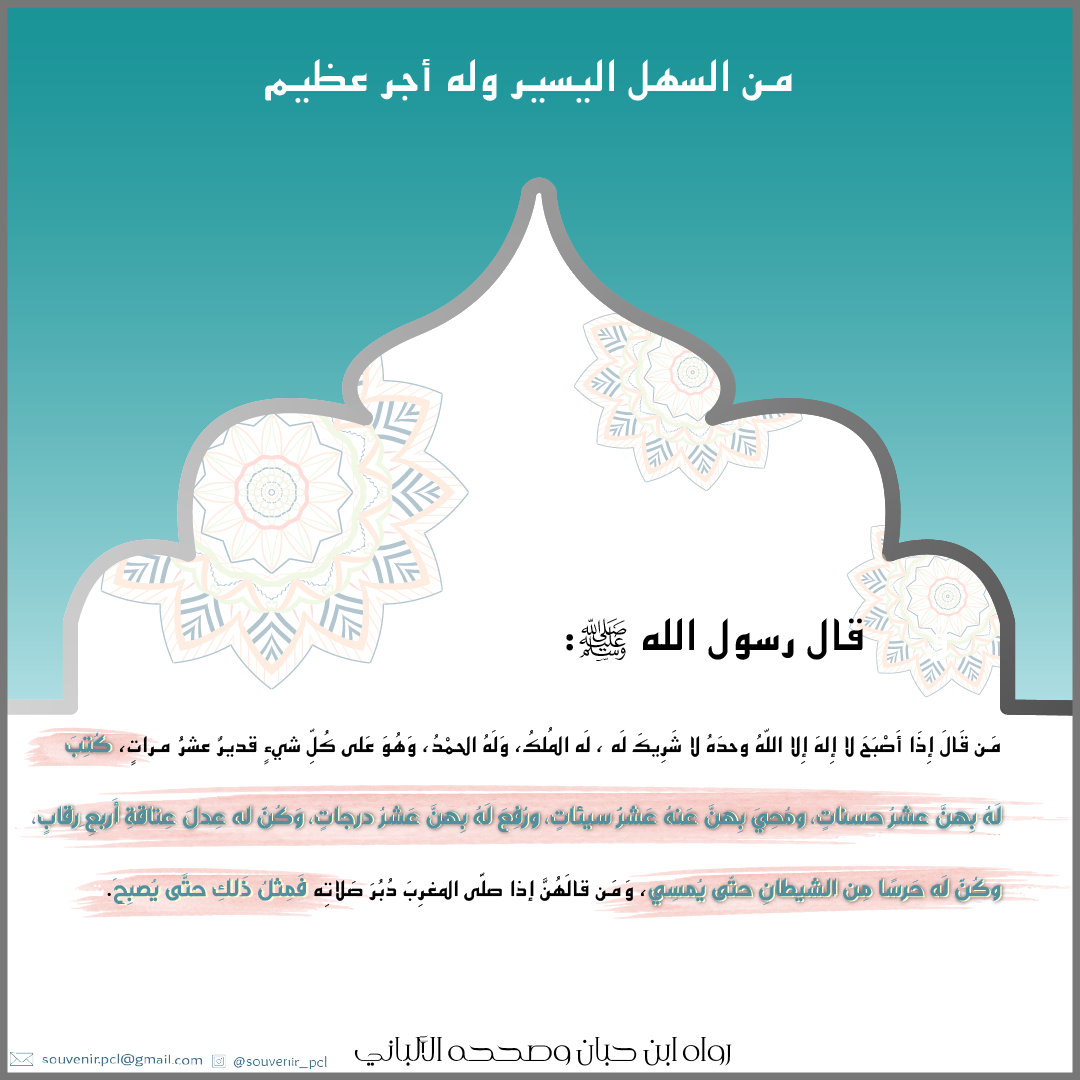 من السهل اليسير وله أجر عظيم
قال رسول الله ﷺ:
مَن قَالَ إِذَا أَصْبَحَ لا إِلهَ إِلا اللّهُ وحدَهُ لا شَرِيكَ لَه ، لَه المُلكُ، وَلَهُ الحمْدُ، وَهُوَ عَلى كُلِّ شيءٍ قديرٌ عشرُ مراتٍ، كُتِبَ
لَهُ بِهنَّ عشرُ حسناتٍ، ومُحِيَ بِهنَّ عَنهُ عَشرُ سيئاتٍ، ورُفِعَ لَهُ بِهنَّ عَشرُ درجاتٍ، وَكُنَّ له عِدلَ عِتاقَةِ أَربعِ رقابٍ،
وكُنَّ لَه حَرسًا مِن الشيطانِ حتَّى يُمسِي، وَمَن قالَهُنَّ إذا صلّى المغرِبَ دُبُرَ صَلاتِه فَمِثلُ ذَلكِ حتَّى يُصبِحَ.
رواه ابن حبان وصححه الألباني
souvenir.pcl@gmail.com @souvenir_pcl